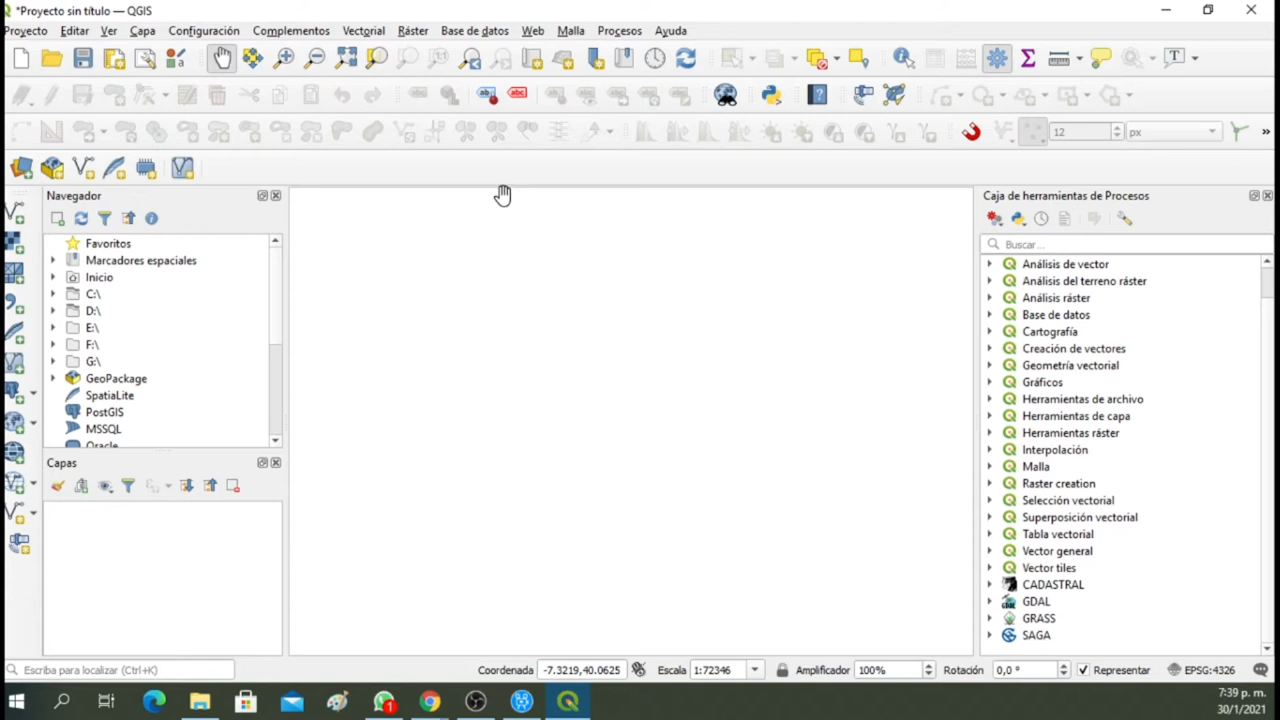 *Proyecto sin título — QGIS
Proyecto Editar Ver Capa Configuración Complementos Vectorial Ráster Base de datos Web Malla Procesos Ayuda
12 px »
Navegador
Favoritos
Marcadores espaciales
Inicio
C:\
D:\
E:\
F:\
G:\
GeoPackage
SpatiaLite
PostGIS
MSSQL
Oracle
Capas
Caja de herramientas de Procesos
Buscar...
Análisis de vector
Análisis del terreno ráster
Análisis ráster
Base de datos
Cartografía
Creación de vectores
Geometría vectorial
Gráficos
Herramientas de archivo
Herramientas de capa
Herramientas ráster
Interpolación
Malla
Raster creation
Selección vectorial
Superposición vectorial
Tabla vectorial
Vector general
Vector tiles
CADASTRAL
GDAL
GRASS
SAGA
Escriba para localizar (Ctrl+K) Coordenada -7.3219,40.0625 Escala 1:72346 Amplificador 100% Rotación 0,0 ° Representar EPSG:4326
1
7:39 p. m.
30/1/2021